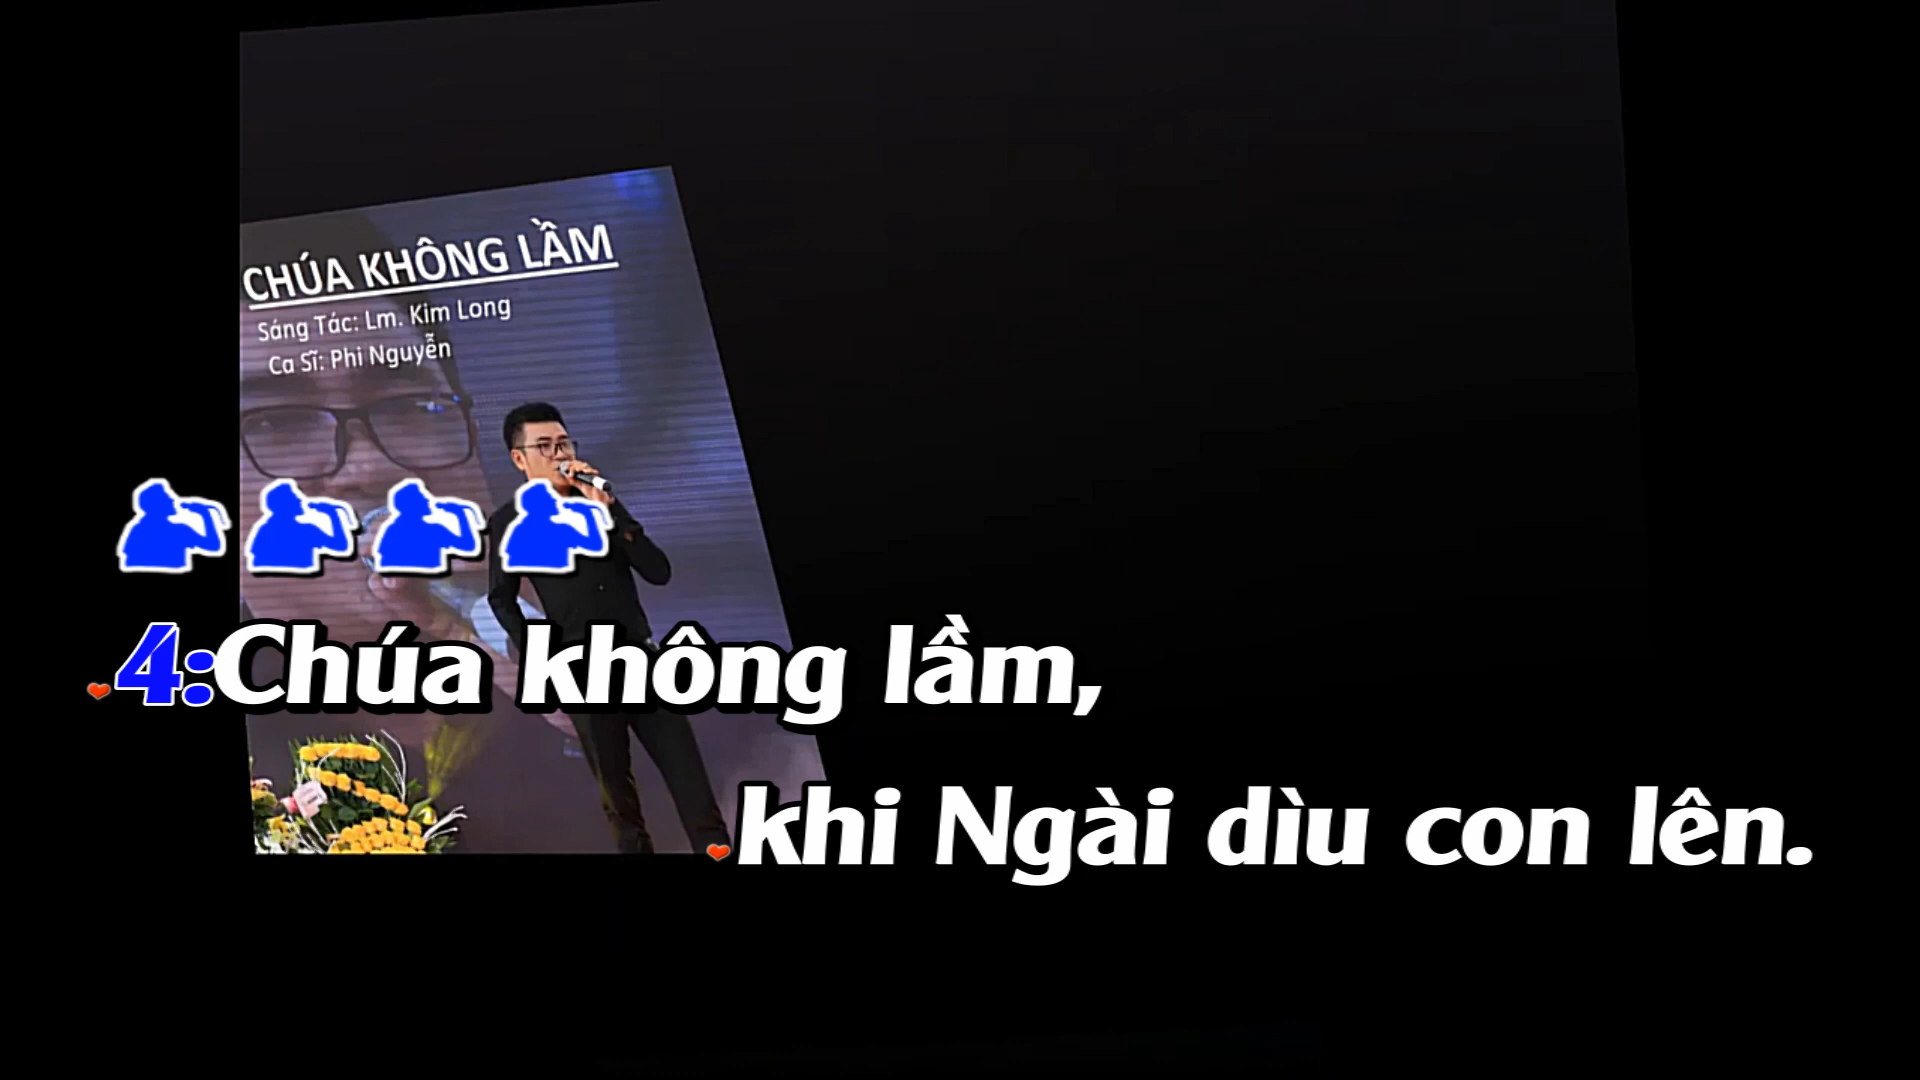 CHÚA KHÔNG LẦM
Sáng Tác: Lm. Kim Long
Ca Sĩ: Phi Nguyễn
4:Chúa không lầm,
khi Ngài dìu con lên.